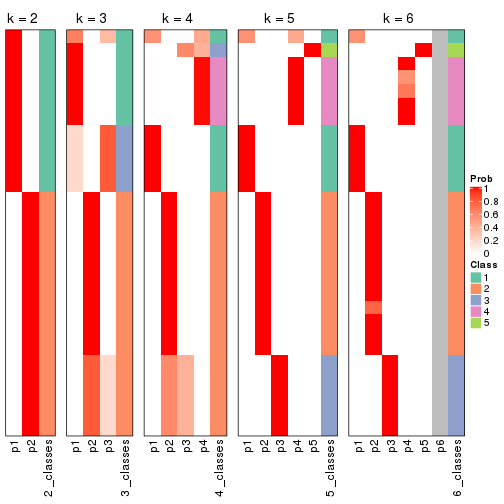 k = 2
k = 3
k = 4
k = 5
k = 6
Prob
1
0.8
0.6
0.4
0.2
0
Class
1
2
3
4
5
p1
p2
2_classes
p1
p2
p3
3_classes
p1
p2
p3
p4
4_classes
p1
p2
p3
p4
p5
5_classes
p1
p2
p3
p4
p5
p6
6_classes